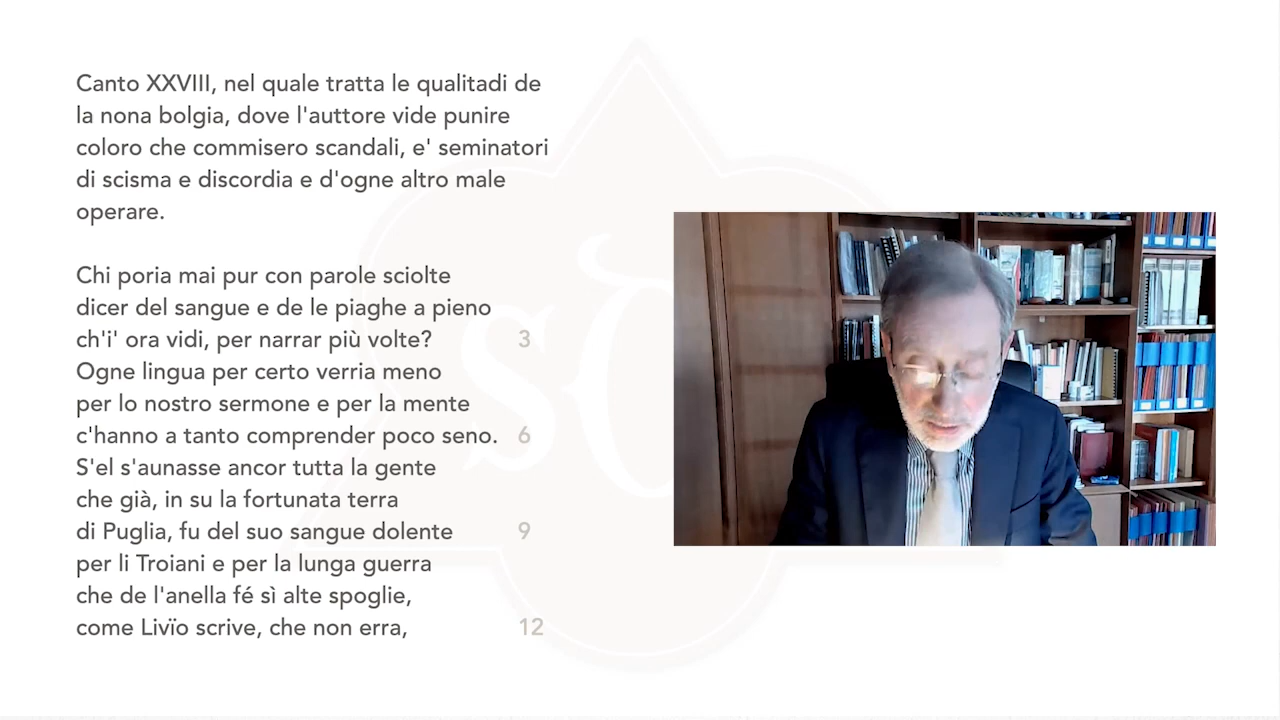 Canto XXVIII, nel quale tratta le qualitadi de
la nona bolgia, dove l'auttore vide punire
coloro che commisero scandali, e' seminatori
di scisma e discordia e d'ogne altro male
operare.
Chi poria mai pur con parole sciolte
dicer del sangue e de le piaghe a pieno
ch'i' ora vidi, per narrar più volte? 3
Ogne lingua per certo verria meno
per lo nostro sermone e per la mente
c'hanno a tanto comprender poco seno. 6
S'el s'aunasse ancor tutta la gente
che già, in su la fortunata terra
di Puglia, fu del suo sangue dolente 9
per li Troiani e per la lunga guerra
che de l'anella fé sì alte spoglie,
come Livïo scrive, che non erra, 12